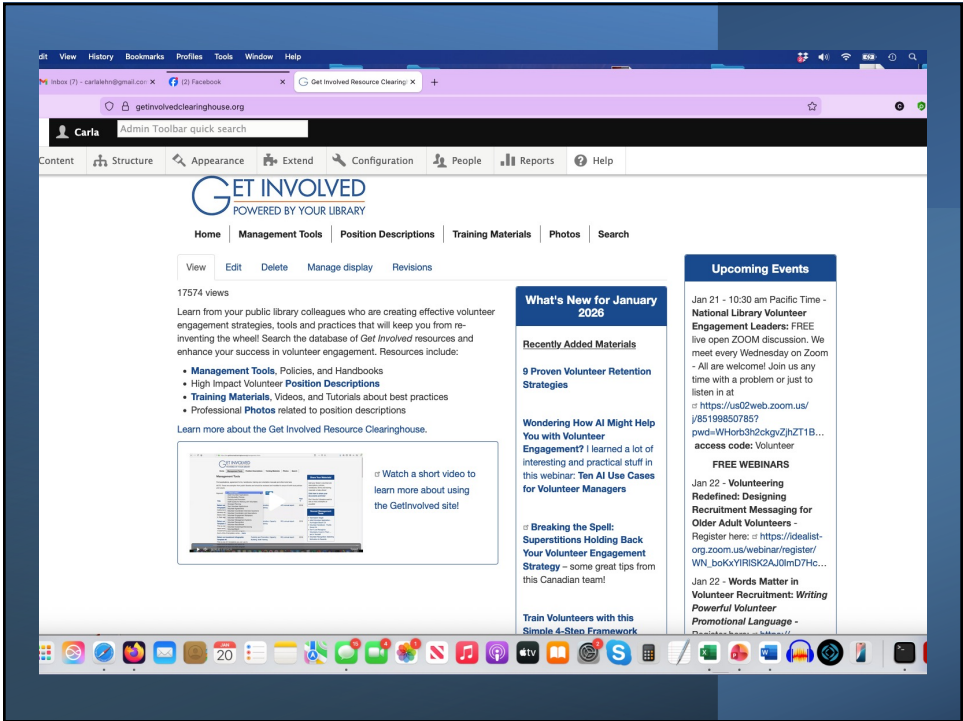 dit View History Bookmarks Profiles Tools Window Help
Inbox (7) - carlalehn@gmail.con × (2) Facebook × Get Involved Resource Clearing × +
getinvolvedclearinghouse.org
Carla Admin Toolbar quick search
Content Structure Appearance Extend Configuration People Reports Help
GET INVOLVED
POWERED BY YOUR LIBRARY
Home Management Tools Position Descriptions Training Materials Photos Search
View Edit Delete Manage display Revisions
17574 views
Learn from your public library colleagues who are creating effective volunteer
engagement strategies, tools and practices that will keep you from re-
inventing the wheel! Search the database of Get Involved resources and
enhance your success in volunteer engagement. Resources include:
• Management Tools, Policies, and Handbooks
• High Impact Volunteer Position Descriptions
• Training Materials, Videos, and Tutorials about best practices
• Professional Photos related to position descriptions
Learn more about the Get Involved Resource Clearinghouse.
Watch a short video to
learn more about using
the GetInvolved site!
What's New for January
2026
Recently Added Materials
9 Proven Volunteer Retention
Strategies
Wondering How AI Might Help
You with Volunteer
Engagement? I learned a lot of
interesting and practical stuff in
this webinar: Ten AI Use Cases
for Volunteer Managers
Breaking the Spell:
Superstitions Holding Back
Your Volunteer Engagement
Strategy – some great tips from
this Canadian team!
Train Volunteers with this
Simple 4-Step Framework
Upcoming Events
Jan 21 - 10:30 am Pacific Time -
National Library Volunteer
Engagement Leaders: FREE
live open ZOOM discussion. We
meet every Wednesday on Zoom
- All are welcome! Join us any
time with a problem or just to
listen in at
https://us02web.zoom.us/
j/85199850785?
pwd=WHorb3h2ckgvZjhZT1B...
access code: Volunteer
FREE WEBINARS
Jan 22 - Volunteering
Redefined: Designing
Recruitment Messaging for
Older Adult Volunteers -
Register here: https://idealist-
org.zoom.us/webinar/register/
WN_boKxYIRlSK2AJ0ImD7Hc...
Jan 22 - Words Matter in
Volunteer Recruitment: Writing
Powerful Volunteer
Promotional Language -
Register here: https://
20
tv